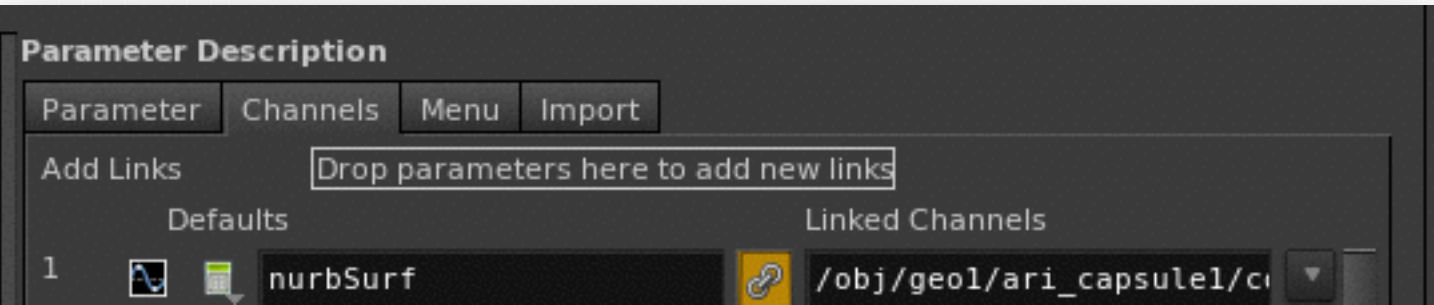 Parameter Description
Parameter Channels Menu Import
Add Links Drop parameters here to add new links
Defaults Linked Channels
1 nurbSurf /obj/geo1/ari_capsule1/c